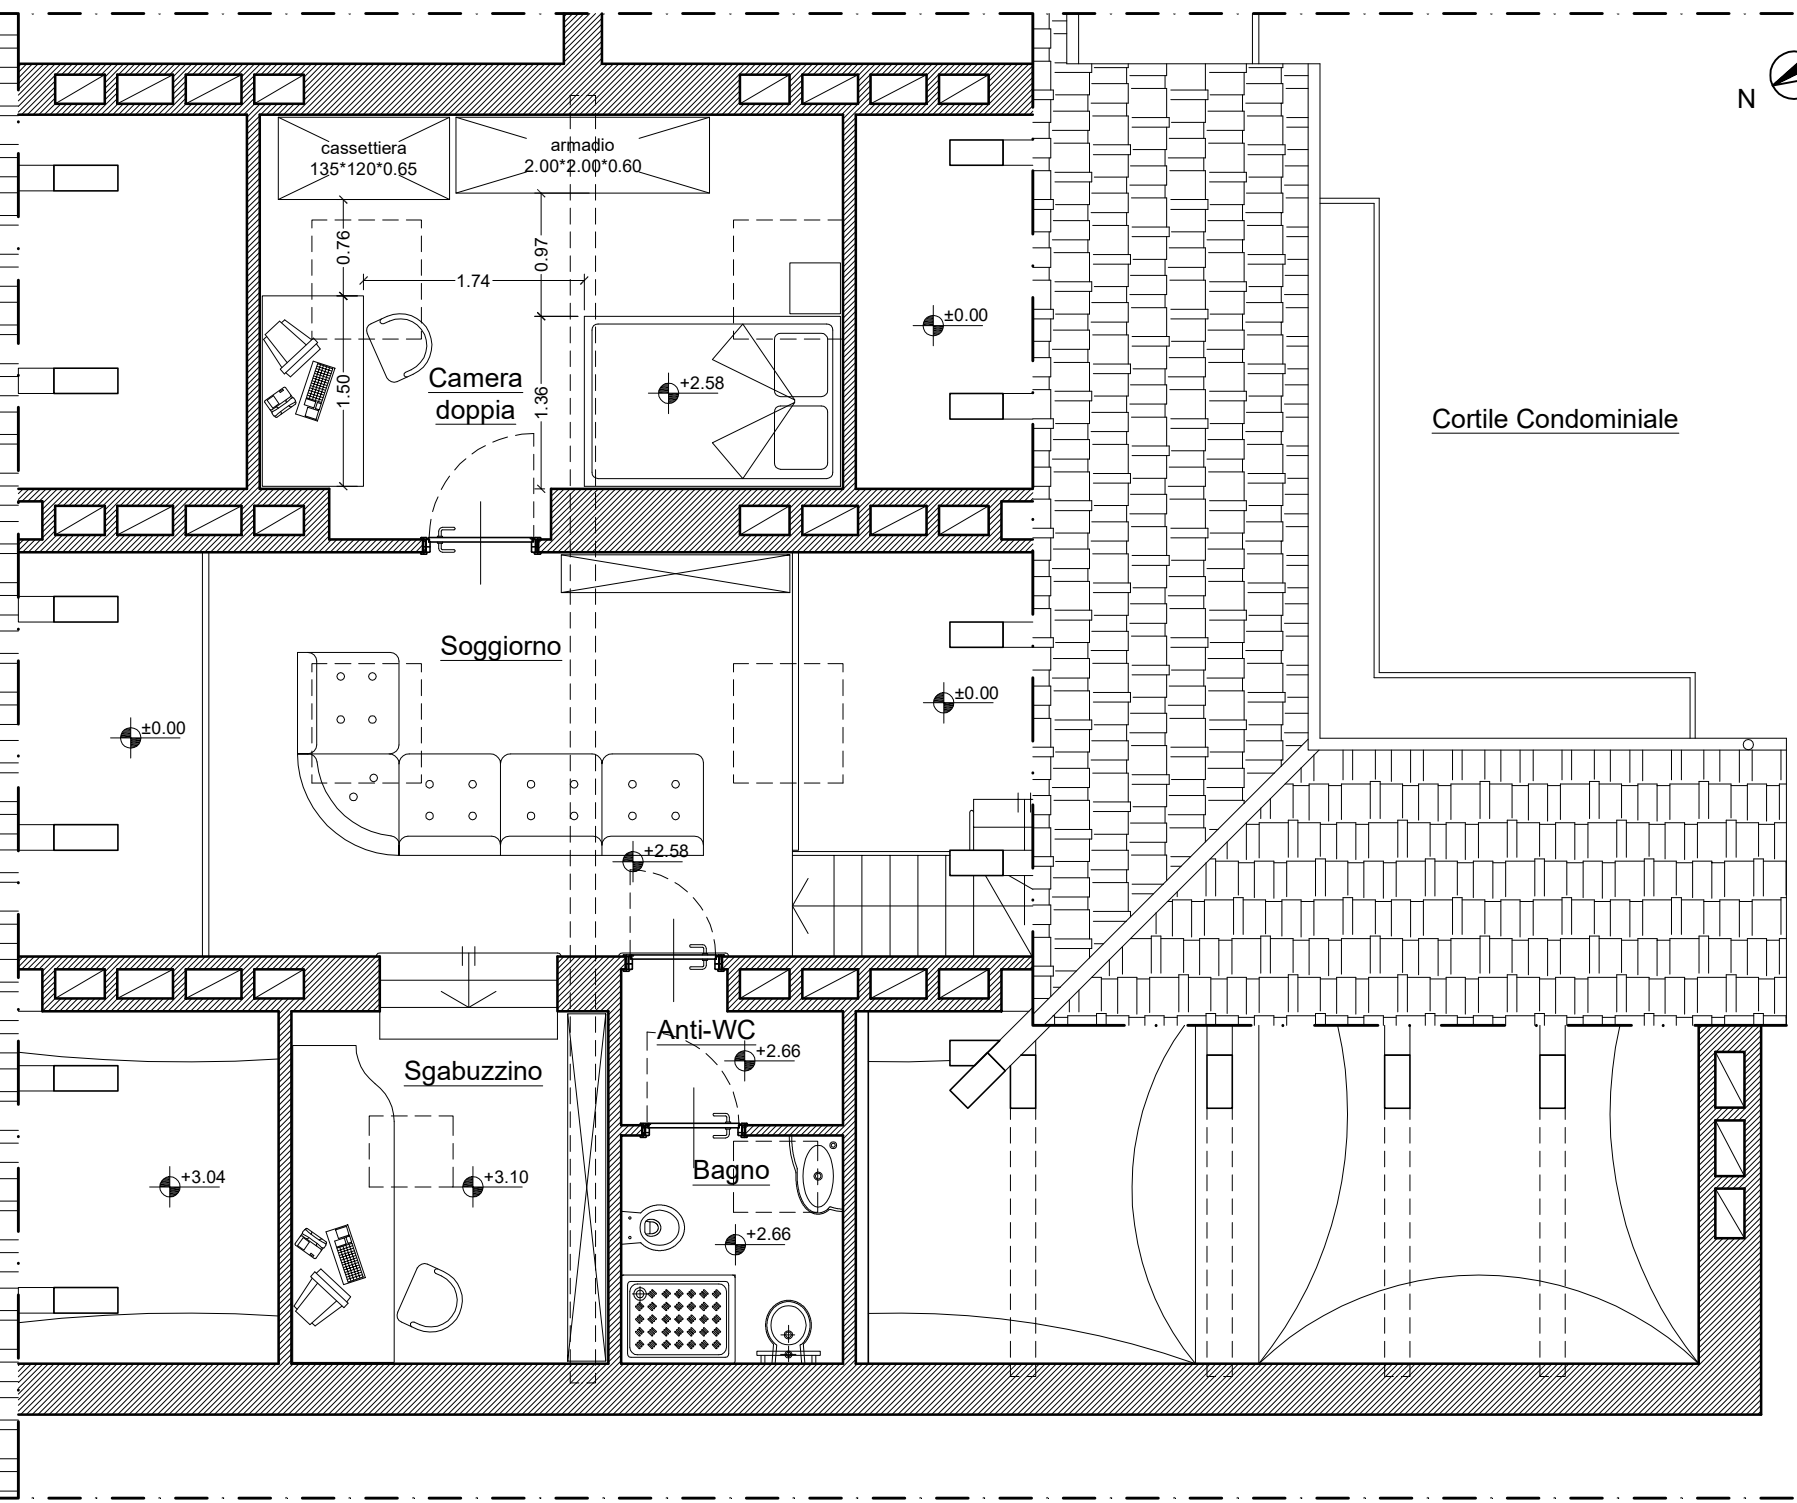 N
cassettiera
135*120*0.65
armadio
2.00*2.00*0.60
0.76
0.97
1.74
±0.00
1.50
Camera
doppia
1.36
+2.58
Cortile Condominiale
Soggiorno
±0.00
±0.00
+2.58
Anti-WC
+2.66
Sgabuzzino
Bagno
+3.04
+3.10
+2.66